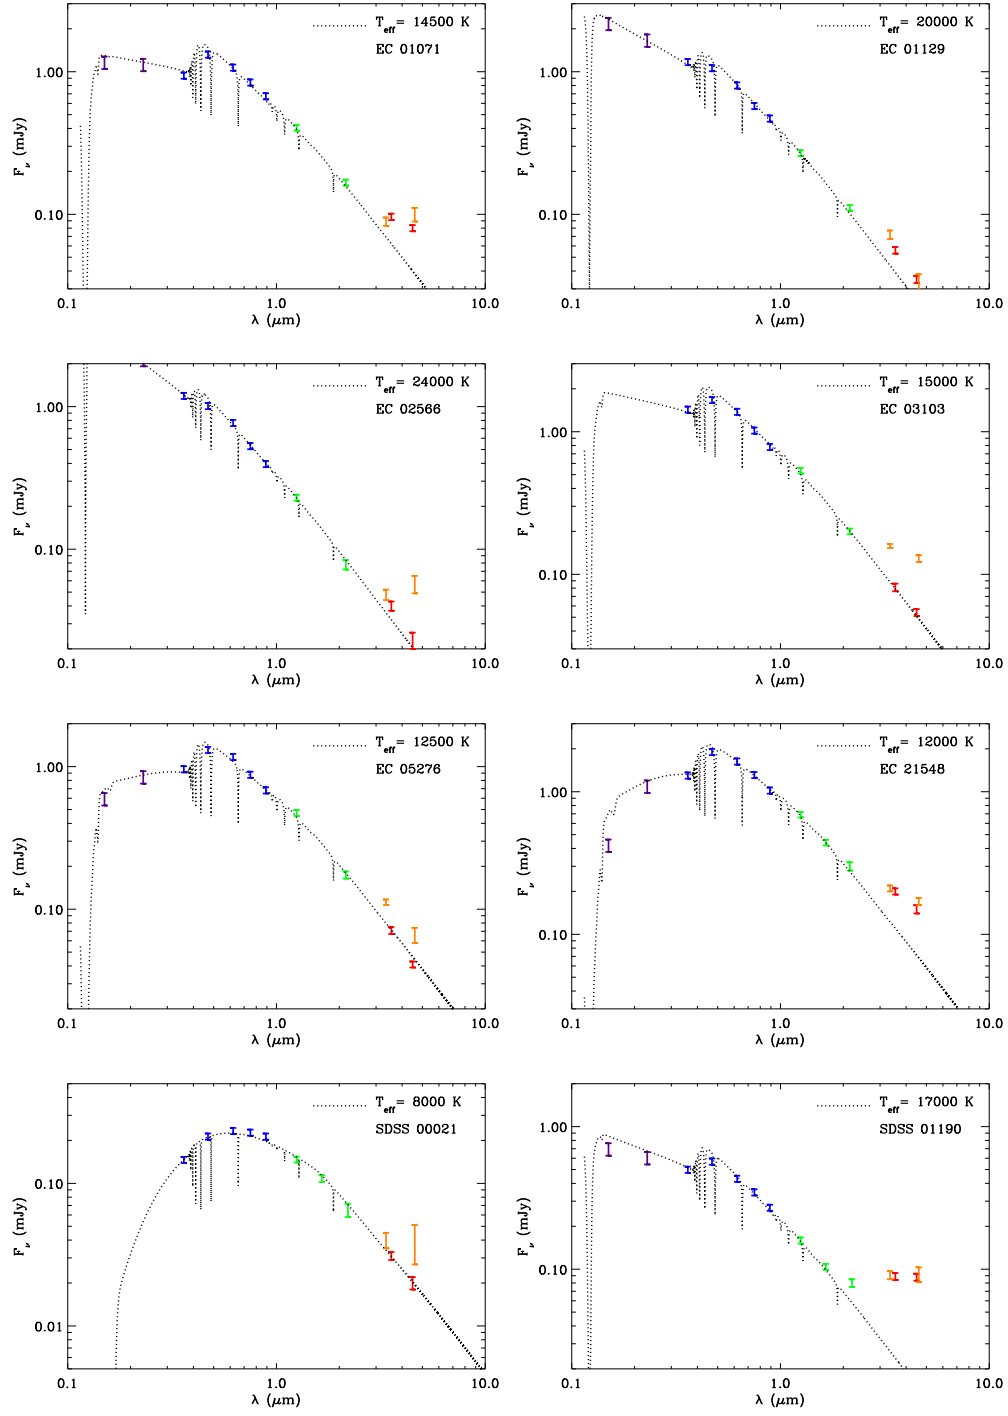 T_eff= 14500 K
EC 01071
1.00
0.10
F_ν (mJy)
0.1 1.0 10.0
λ (μm)
T_eff= 20000 K
EC 01129
1.00
0.10
F_ν (mJy)
0.1 1.0 10.0
λ (μm)
T_eff= 24000 K
EC 02566
1.00
0.10
F_ν (mJy)
0.1 1.0 10.0
λ (μm)
T_eff= 15000 K
EC 03103
1.00
0.10
F_ν (mJy)
0.1 1.0 10.0
λ (μm)
T_eff= 12500 K
EC 05276
1.00
0.10
F_ν (mJy)
0.1 1.0 10.0
λ (μm)
T_eff= 12000 K
EC 21548
1.00
0.10
F_ν (mJy)
0.1 1.0 10.0
λ (μm)
T_eff= 8000 K
SDSS 00021
0.10
0.01
F_ν (mJy)
0.1 1.0 10.0
λ (μm)
T_eff= 17000 K
SDSS 01190
1.00
0.10
F_ν (mJy)
0.1 1.0 10.0
λ (μm)